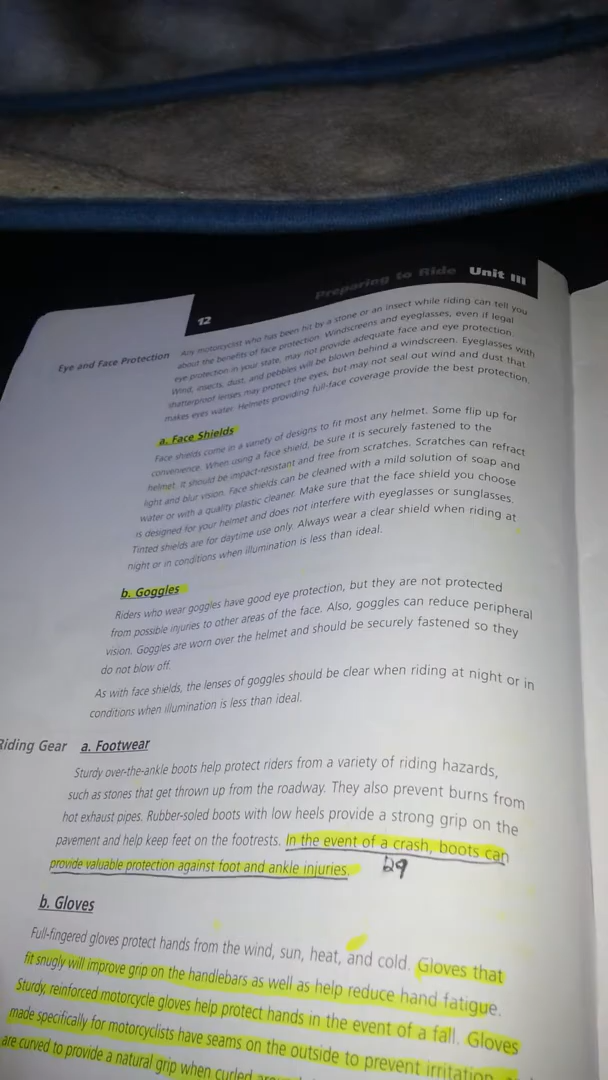 Preparing to Ride Unit III
12
Eye and Face Protection
Any motorcyclist who has been hit by a stone or an insect while riding can tell you
about the benefits of face protection. Windscreens and eyeglasses, even if legal
eye protection in your state, may not provide adequate face and eye protection.
Wind, insects, dust, and pebbles will be blown behind a windscreen. Eyeglasses with
shatterproof lenses may protect the eyes, but may not seal out wind and dust that
makes eyes water. Helmets providing full-face coverage provide the best protection.
a. Face Shields
Face shields come in a variety of designs to fit most any helmet. Some flip up for
convenience. When using a face shield, be sure it is securely fastened to the
helmet. It should be impact-resistant and free from scratches. Scratches can refract
light and blur vision. Face shields can be cleaned with a mild solution of soap and
water or with a quality plastic cleaner. Make sure that the face shield you choose
is designed for your helmet and does not interfere with eyeglasses or sunglasses.
Tinted shields are for daytime use only. Always wear a clear shield when riding at
night or in conditions when illumination is less than ideal.
b. Goggles
Riders who wear goggles have good eye protection, but they are not protected
from possible injuries to other areas of the face. Also, goggles can reduce peripheral
vision. Goggles are worn over the helmet and should be securely fastened so they
do not blow off.
As with face shields, the lenses of goggles should be clear when riding at night or in
conditions when illumination is less than ideal.
Riding Gear
a. Footwear
Sturdy over-the-ankle boots help protect riders from a variety of riding hazards,
such as stones that get thrown up from the roadway. They also prevent burns from
hot exhaust pipes. Rubber-soled boots with low heels provide a strong grip on the
pavement and help keep feet on the footrests. In the event of a crash, boots can
provide valuable protection against foot and ankle injuries.
29
b. Gloves
Full-fingered gloves protect hands from the wind, sun, heat, and cold. Gloves that
fit snugly will improve grip on the handlebars as well as help reduce hand fatigue.
Sturdy, reinforced motorcycle gloves help protect hands in the event of a fall. Gloves
made specifically for motorcyclists have seams on the outside to prevent irritation
are curved to provide a natural grip when curled